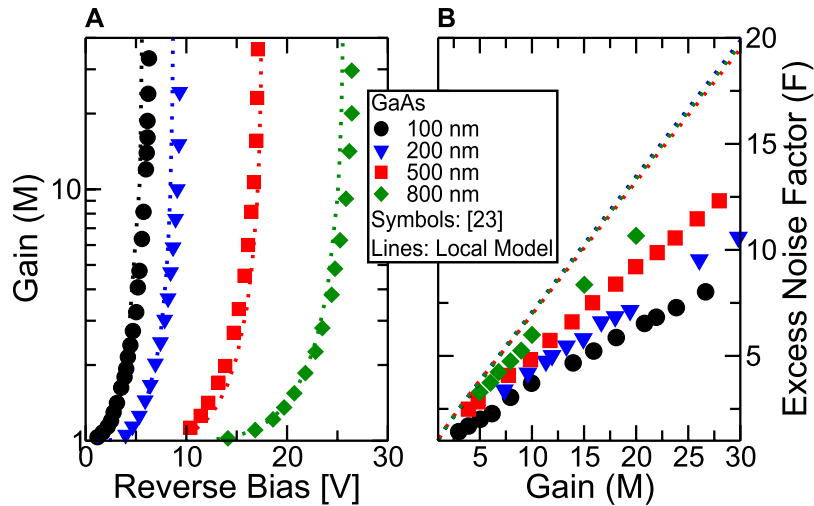 A
B
Gain (M)
10
1
0
10
20
30
Reverse Bias [V]
GaAs
100 nm
200 nm
500 nm
800 nm
Symbols: [23]
Lines: Local Model
20
15
10
5
Excess Noise Factor (F)
5
10
15
20
25
30
Gain (M)